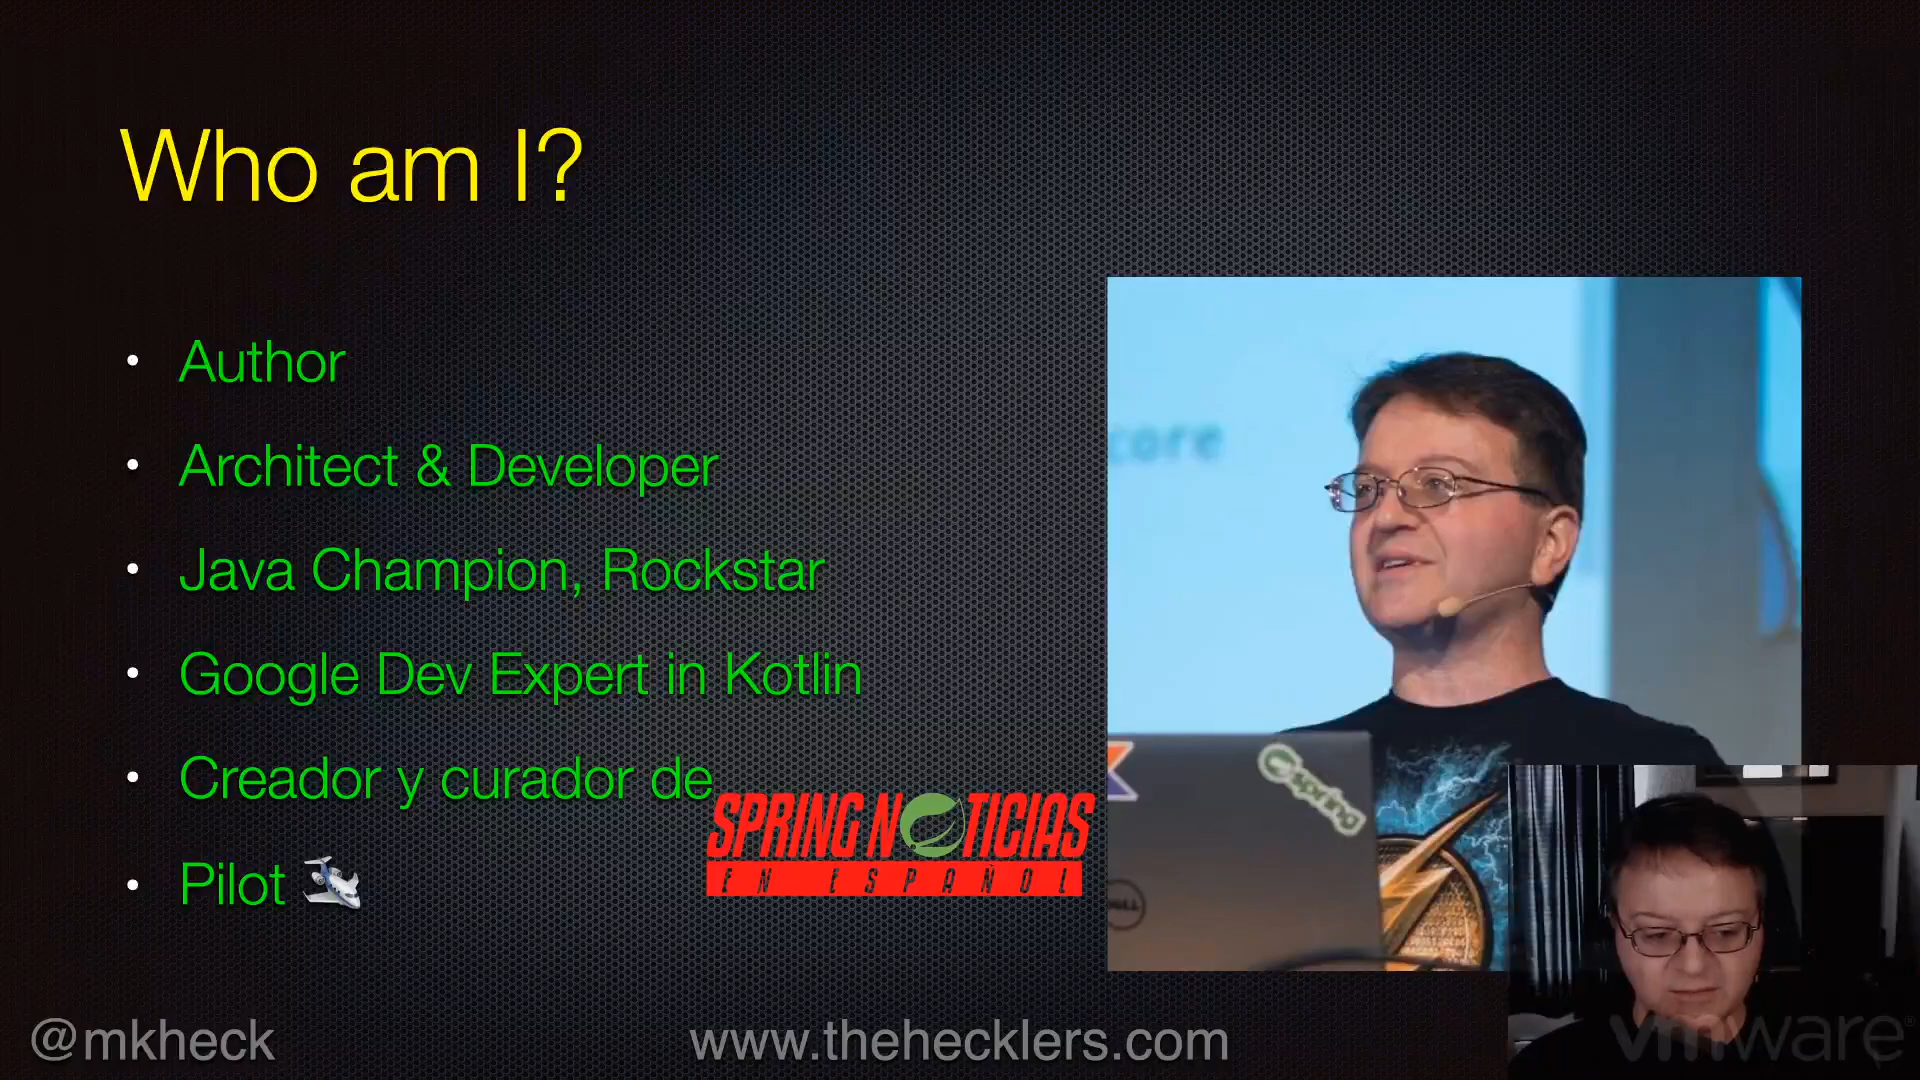 Who am I?
• Author
• Architect & Developer
core
• Java Champion, Rockstar
• Google Dev Expert in Kotlin
• Creador y curador de
SPRING NOTICIAS
EN ESPAÑOL
spring
DELL
• Pilot
@mkheck
www.thehecklers.com
vmware®